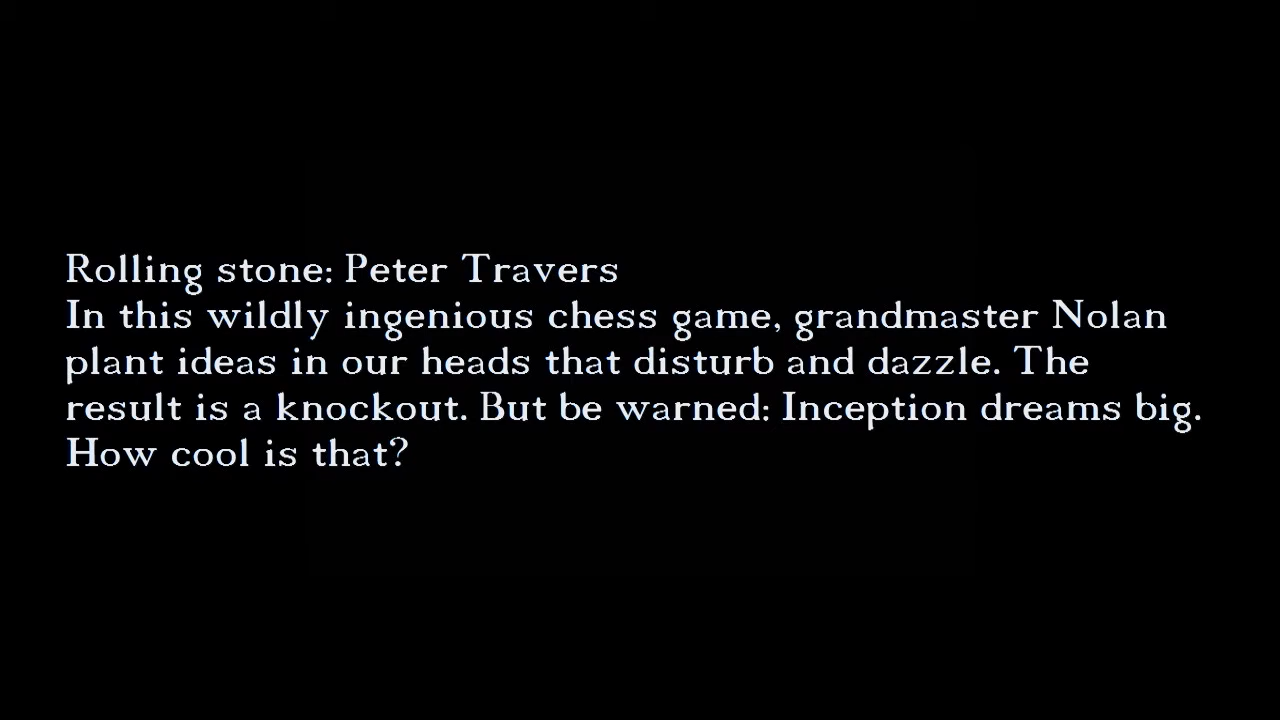 Rolling stone: Peter Travers
In this wildly ingenious chess game, grandmaster Nolan
plant ideas in our heads that disturb and dazzle. The
result is a knockout. But be warned: Inception dreams big.
How cool is that?